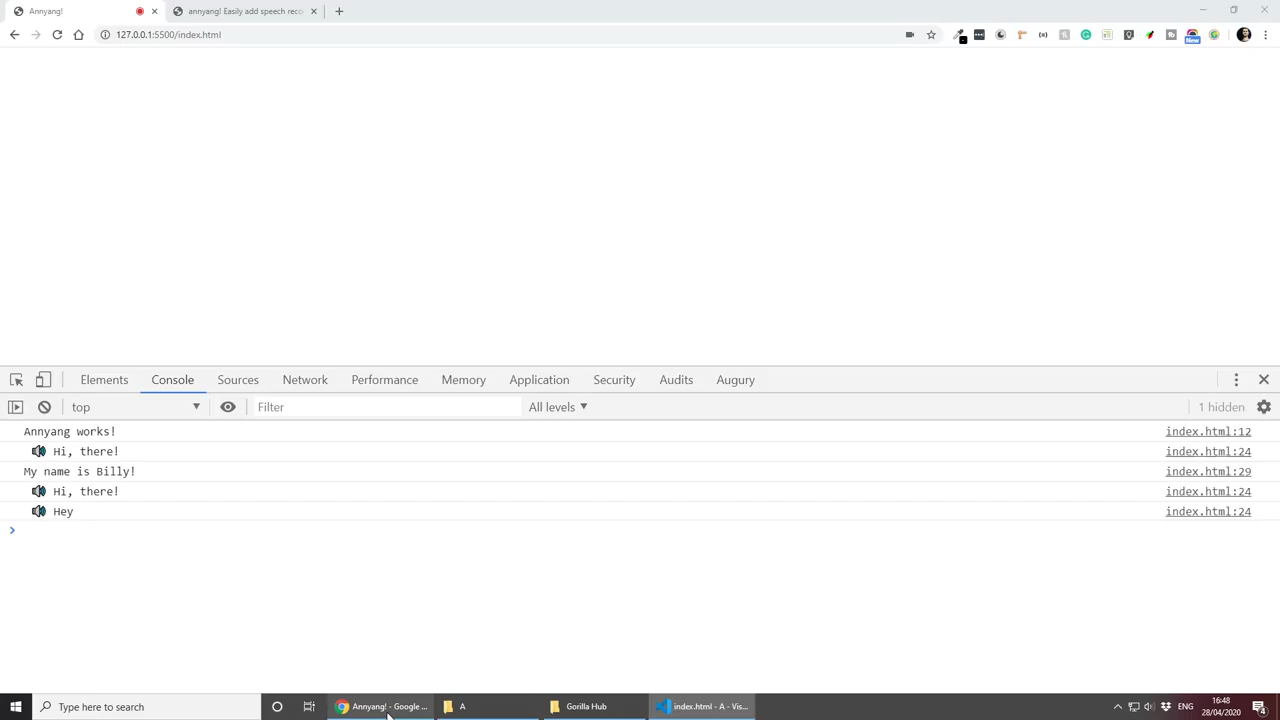 Annyang!
annyang! Easily add speech reco
127.0.0.1:5500/index.html
New
Elements
Console
Sources
Network
Performance
Memory
Application
Security
Audits
Augury
top
Filter
All levels
1 hidden
Annyang works! index.html:12
Hi, there! index.html:24
My name is Billy! index.html:29
Hi, there! index.html:24
Hey index.html:24
Type here to search
Annyang! - Google ...
A
Gorilla Hub
index.html - A - Vis...
ENG
16:48
28/04/2020
4